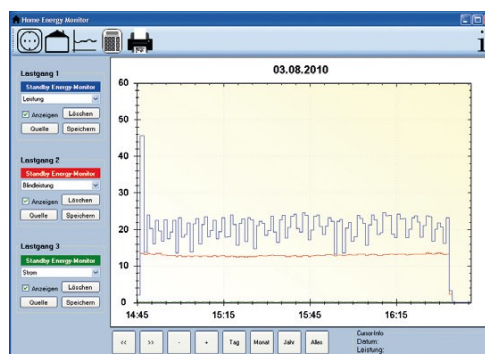 Home Energy Monitor
i
Lastgang 1
Standby Energy-Monitor
Leistung
Anzeigen Löschen
Quelle Speichern
Lastgang 2
Standby Energy-Monitor
Blindleistung
Anzeigen Löschen
Quelle Speichern
Lastgang 3
Standby Energy-Monitor
Strom
Anzeigen Löschen
Quelle Speichern
03.08.2010
60
50
40
30
20
10
0
14:45 15:15 15:45 16:15
<< >> - + Tag Monat Jahr Alles
Cursor-Info
Datum:
Leistung: